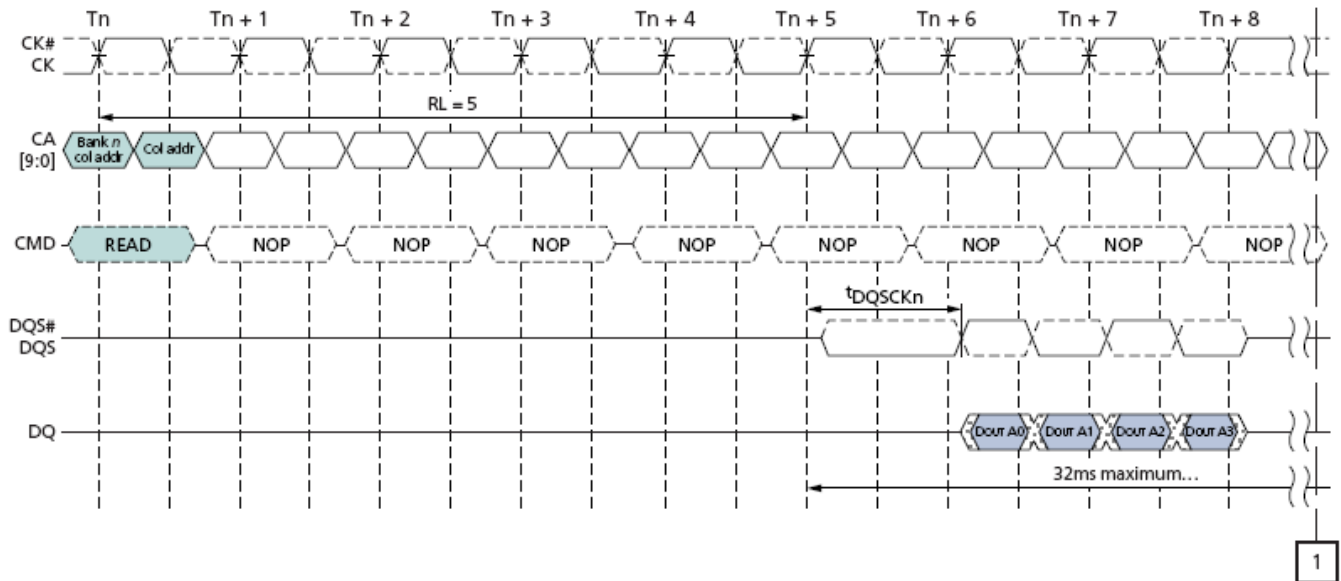 Tn Tn + 1 Tn + 2 Tn + 3 Tn + 4 Tn + 5 Tn + 6 Tn + 7 Tn + 8
CK#
CK
RL = 5
CA
[9:0]
Bank n
col addr
Col addr
CMD READ NOP NOP NOP NOP NOP NOP NOP NOP
tDQSCKn
DQS#
DQS
DQ DOUT A0 DOUT A1 DOUT A2 DOUT A3
32ms maximum…
1